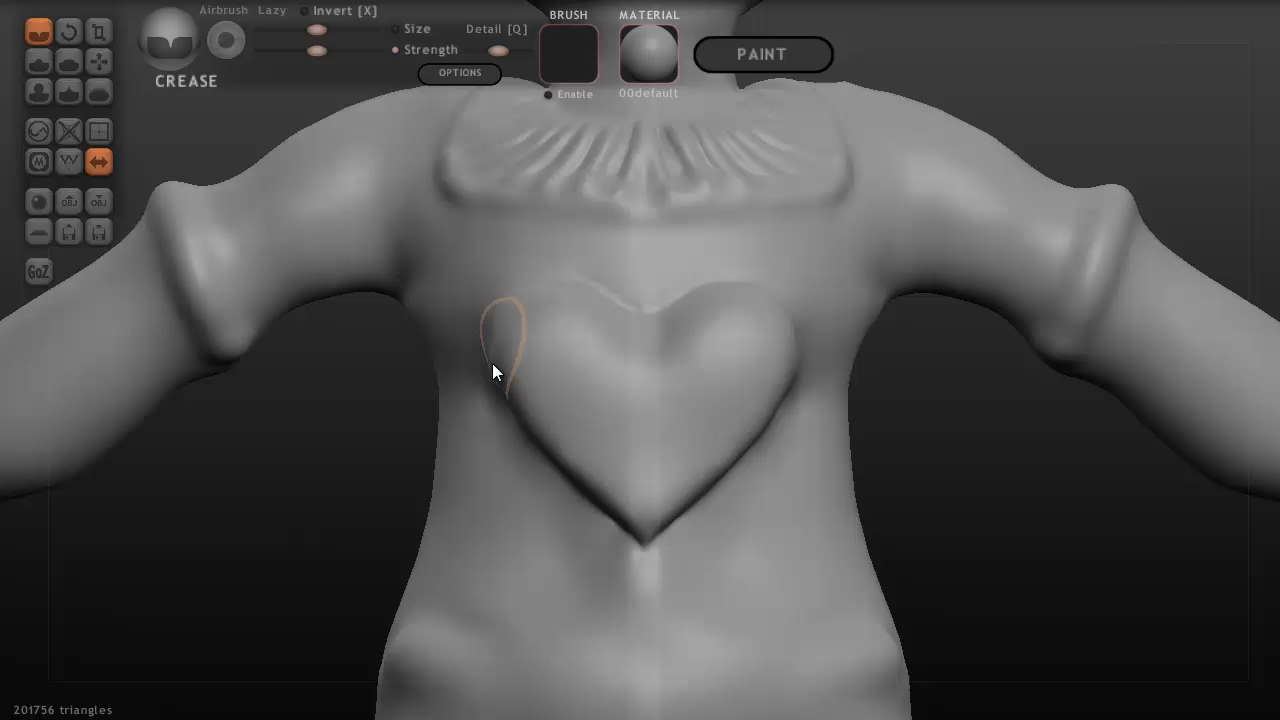 Airbrush Lazy Invert [X]
Size Detail [Q]
Strength
OPTIONS
CREASE
BRUSH
Enable
MATERIAL
00default
PAINT
OBJ OBJ
GoZ
201756 triangles